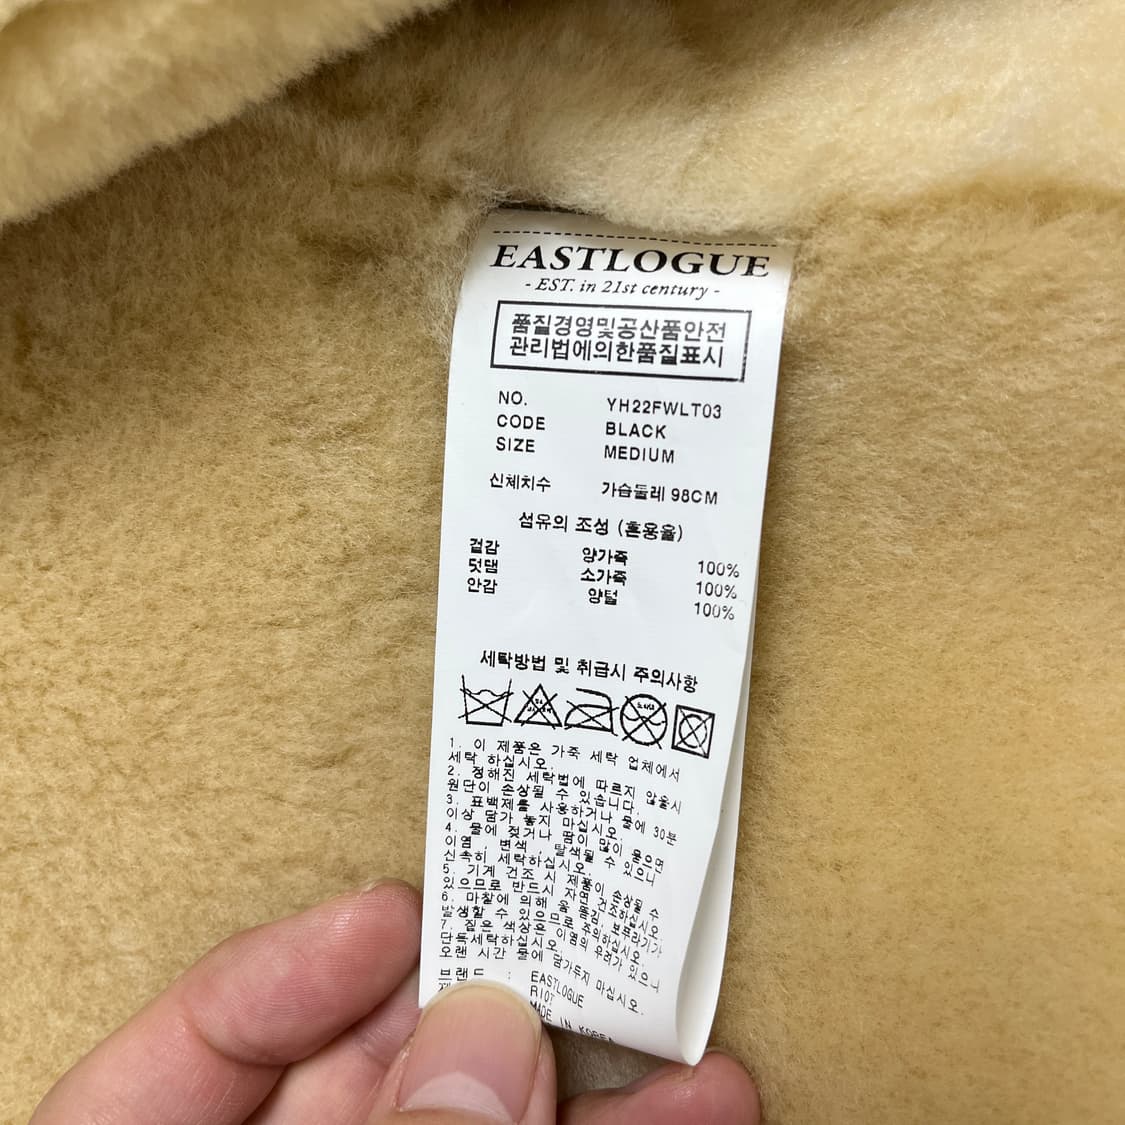 EASTLOGUE
- EST. in 21st century -
품질경영및공산품안전
관리법에의한품질표시
NO. YH22FWLT03
CODE BLACK
SIZE MEDIUM
신체치수 가슴둘레 98CM
섬유의 조성 (혼용율)
겉감 양가죽 100%
덧댐 소가죽 100%
안감 양털 100%
세탁방법 및 취급시 주의사항
1. 이 제품은 가죽 세탁 업체에서
세탁 하십시오.
2. 정해진 세탁법에 따르지 않을시
원단이 손상될 수 있습니다.
3. 표백제를 사용하거나 물에 30분
이상 담가 놓지 마십시오.
4. 물에 젖거나 땀이 많이 묻으면
이염, 변색, 탈색될 수 있으니
신속히 세탁하십시오.
5. 기계 건조 시 제품이 손상될 수
있으므로 반드시 자연 건조하십시오.
6. 마찰에 의해 올 뜯김, 보푸라기가
발생할 수 있으므로 주의하십시오.
7. 짙은 색상은 이염의 우려가 있으니
단독세탁하십시오.
오랜 시간 물에 담가두지 마십시오.
브랜드 : EASTLOGUE
RIOT
MADE IN KOREA